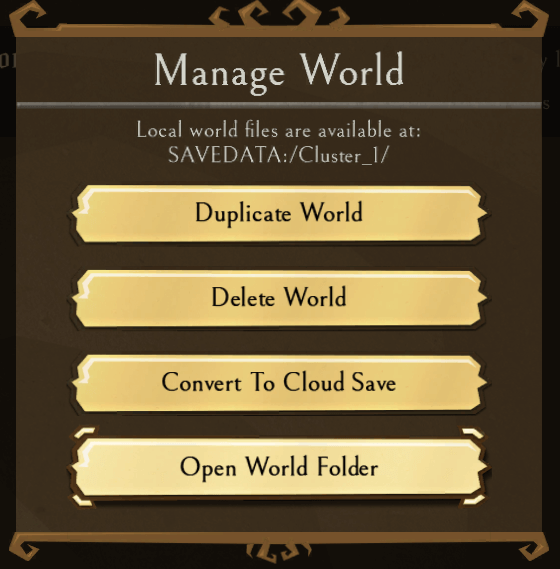 Manage World
Local world files are available at:
SAVEDATA:/Cluster_1/
Duplicate World
Delete World
Convert To Cloud Save
Open World Folder